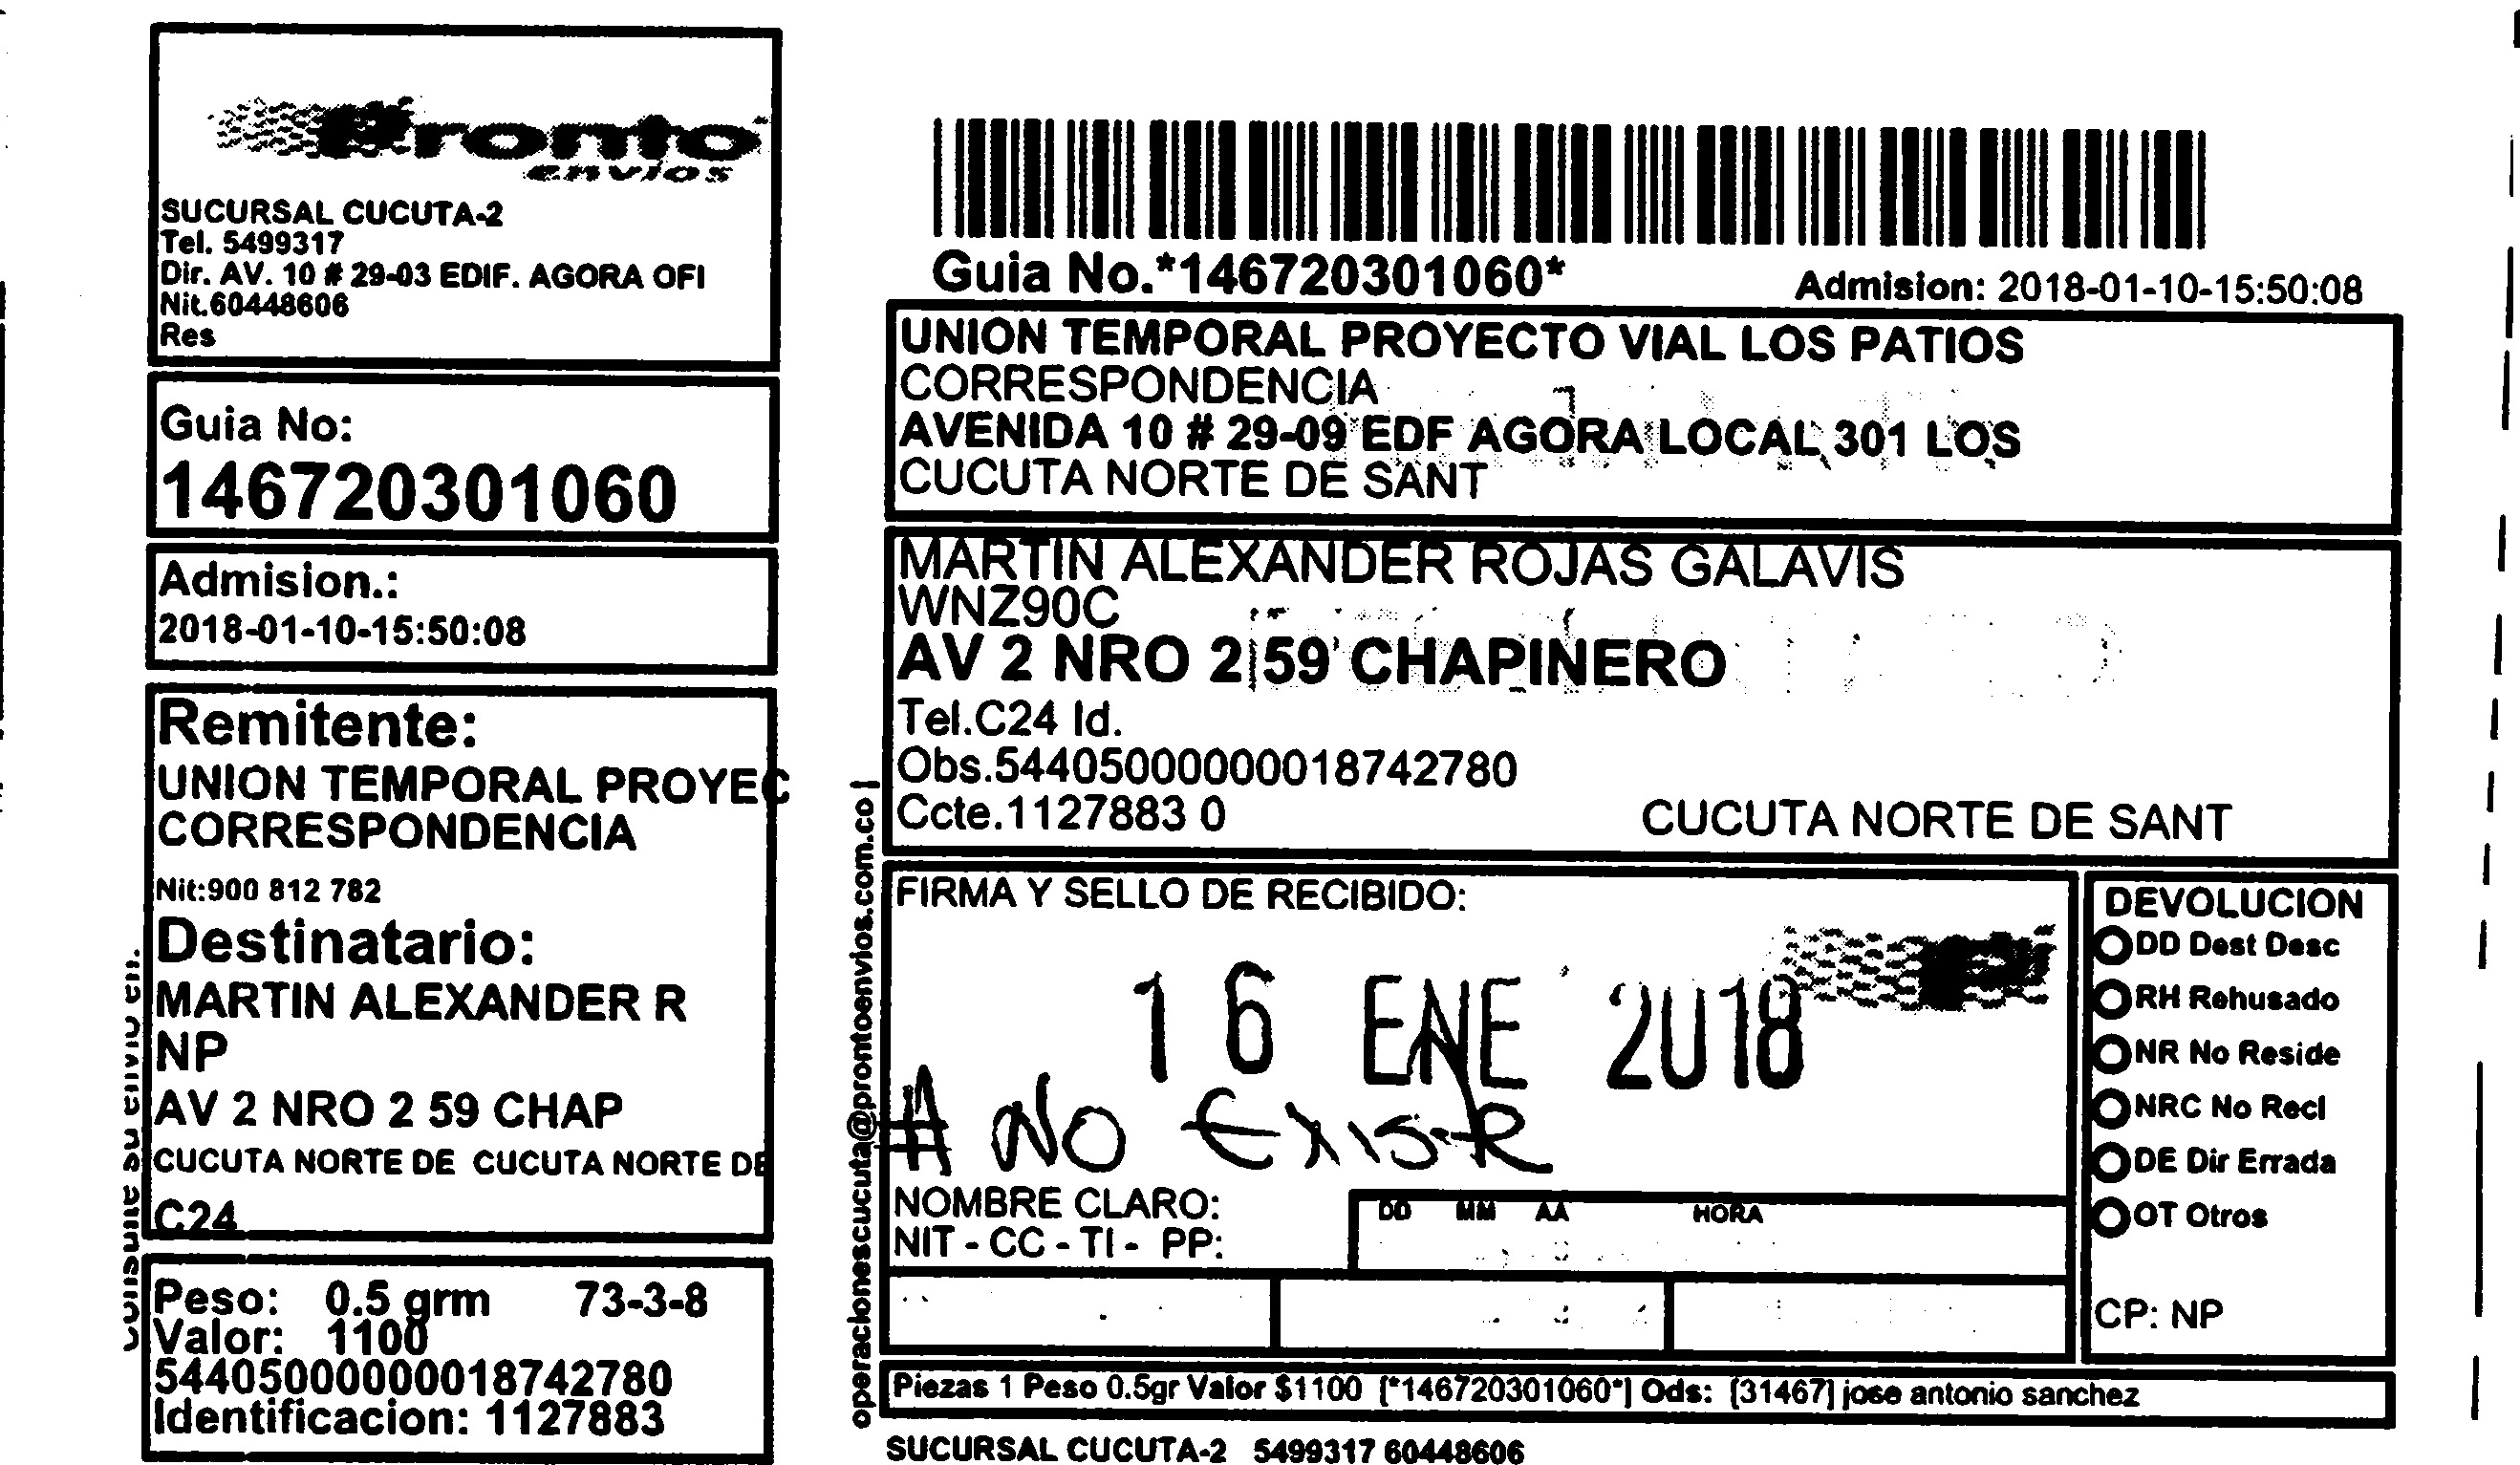 Pronto
envios
SUCURSAL CUCUTA-2
Tel. 5499317
Dir. AV. 10 # 29-03 EDIF. AGORA OFI
Nit.60448606
Res
Guia No:
146720301060
Admision.:
2018-01-10-15:50:08
Remitente:
UNION TEMPORAL PROYEC
CORRESPONDENCIA
Nit:900 812 782
Destinatario:
MARTIN ALEXANDER R
NP
AV 2 NRO 2 59 CHAP
CUCUTA NORTE DE CUCUTA NORTE DE
C24
Peso: 0.5 grm 73-3-8
Valor: 1100
544050000000018742780
Identificacion: 1127883
su envio en.
operacionescucuta@prontoenvios.com.co |
Guia No.*146720301060*
Admision: 2018-01-10-15:50:08
UNION TEMPORAL PROYECTO VIAL LOS PATIOS
CORRESPONDENCIA
AVENIDA 10 # 29-09 EDF AGORA LOCAL 301 LOS
CUCUTA NORTE DE SANT
MARTIN ALEXANDER ROJAS GALAVIS
WNZ90C
AV 2 NRO 2 59 CHAPINERO
Tel.C24 Id.
Obs.544050000000018742780
Ccte.1127883 0
CUCUTA NORTE DE SANT
FIRMA Y SELLO DE RECIBIDO:
16 ENE 2018
# NO Existe
NOMBRE CLARO:
NIT - CC - TI - PP:
DD MM AA HORA
DEVOLUCION
DD Dest Desc
RH Rehusado
NR No Reside
NRC No Recl
DE Dir Errada
OT Otros
CP: NP
Piezas 1 Peso 0.5gr Valor $1100 [*146720301060*] Ods: [31467] jose antonio sanchez
SUCURSAL CUCUTA-2 5499317 60448606